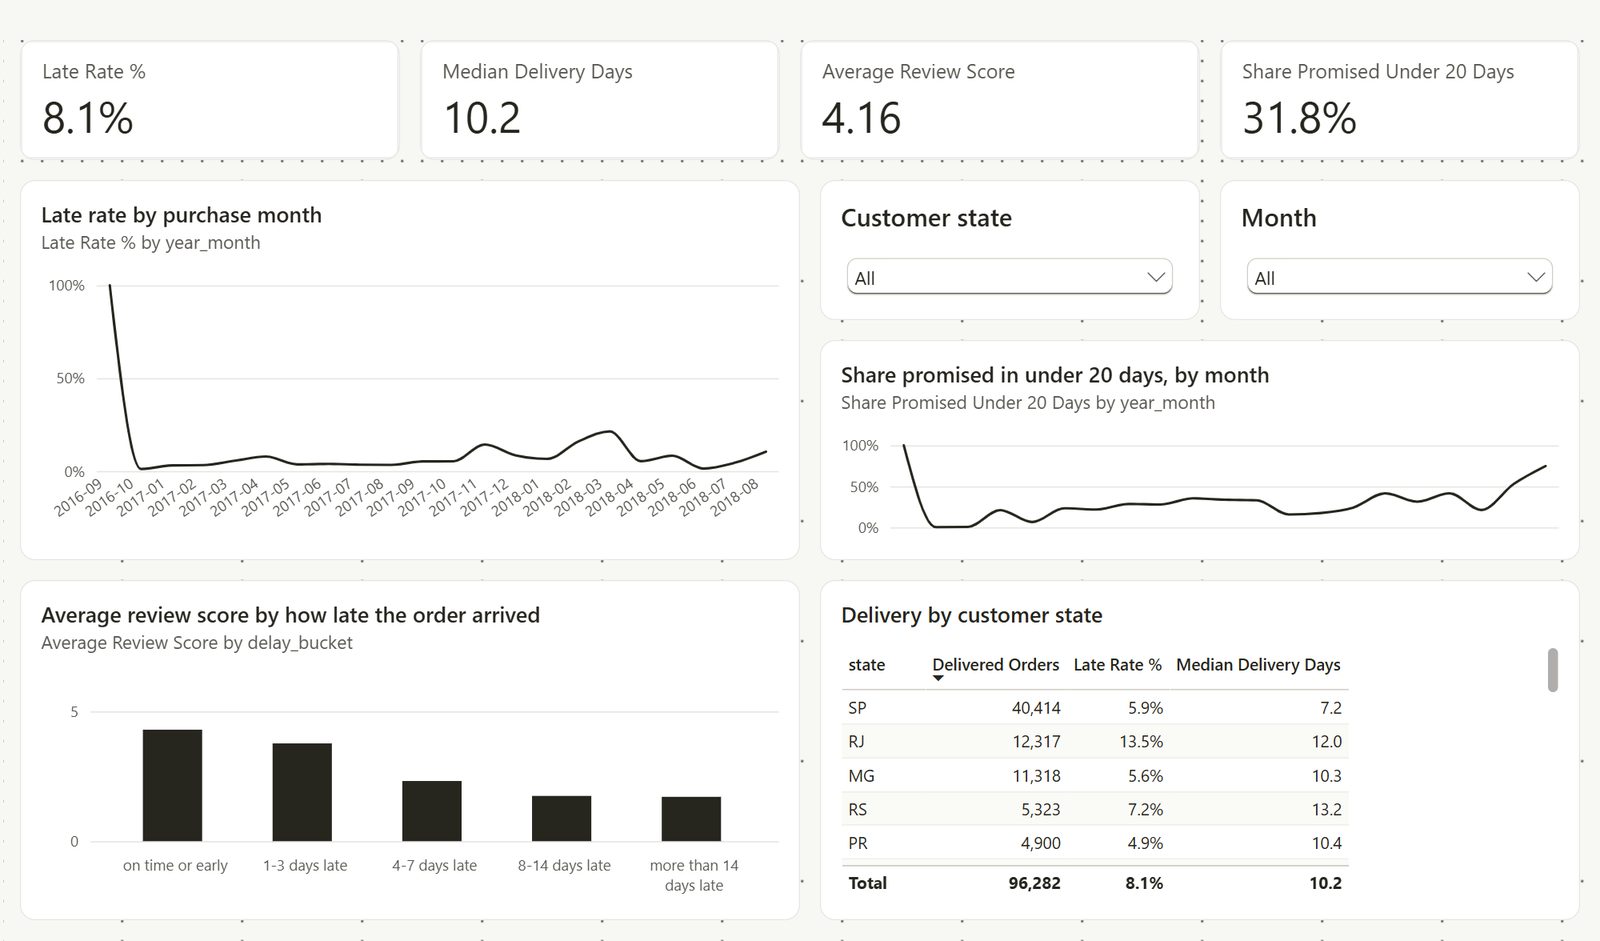 Late Rate %
8.1%
Median Delivery Days
10.2
Average Review Score
4.16
Share Promised Under 20 Days
31.8%
Late rate by purchase month
Late Rate % by year_month
100%
50%
0%
2016-09
2016-10
2017-01
2017-02
2017-03
2017-04
2017-05
2017-06
2017-07
2017-08
2017-09
2017-10
2017-11
2017-12
2018-01
2018-02
2018-03
2018-04
2018-05
2018-06
2018-07
2018-08
Customer state
All
Month
All
Share promised in under 20 days, by month
Share Promised Under 20 Days by year_month
100%
50%
0%
Average review score by how late the order arrived
Average Review Score by delay_bucket
5
0
on time or early
1-3 days late
4-7 days late
8-14 days late
more than 14
days late
Delivery by customer state
state Delivered Orders Late Rate % Median Delivery Days
SP 40,414 5.9% 7.2
RJ 12,317 13.5% 12.0
MG 11,318 5.6% 10.3
RS 5,323 7.2% 13.2
PR 4,900 4.9% 10.4
Total 96,282 8.1% 10.2